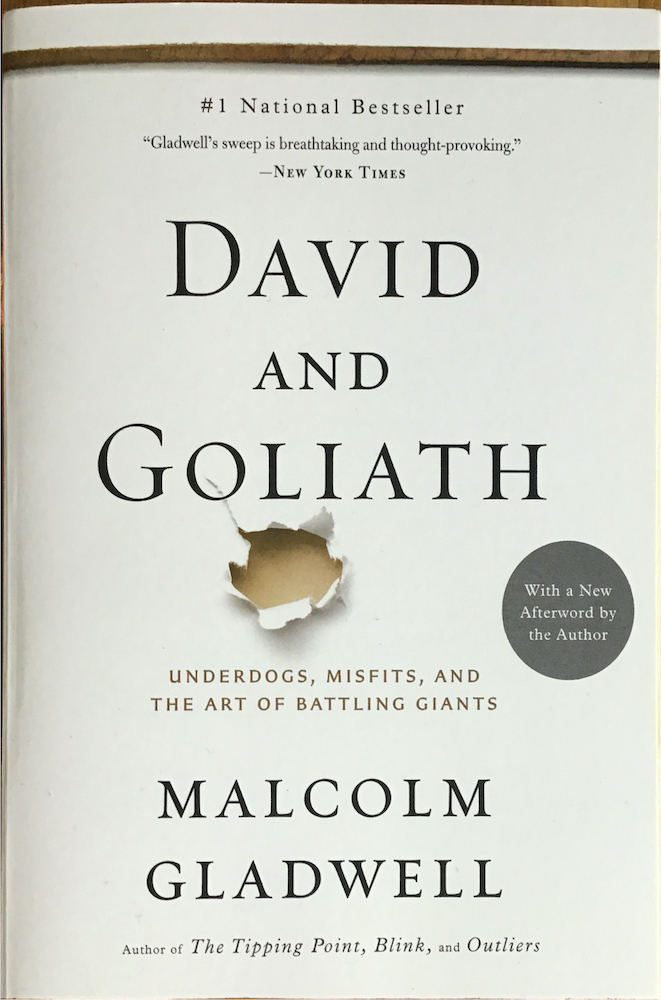 #1 National Bestseller
“Gladwell’s sweep is breathtaking and thought-provoking.”
—NEW YORK TIMES
DAVID
AND
GOLIATH
With a New
Afterword by
the Author
UNDERDOGS, MISFITS, AND
THE ART OF BATTLING GIANTS
MALCOLM
GLADWELL
Author of The Tipping Point, Blink, and Outliers